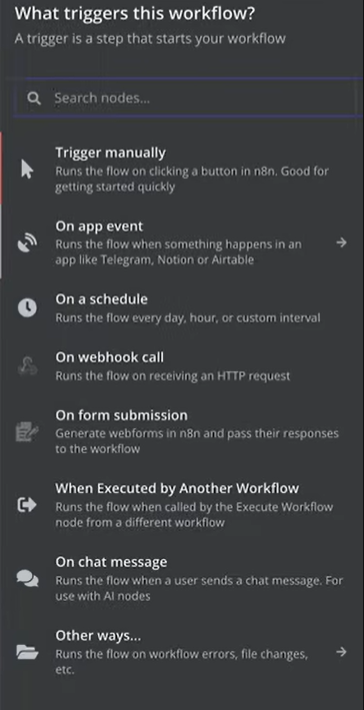 What triggers this workflow?
A trigger is a step that starts your workflow
Search nodes...
Trigger manually
Runs the flow on clicking a button in n8n. Good for
getting started quickly
On app event
Runs the flow when something happens in an
app like Telegram, Notion or Airtable
On a schedule
Runs the flow every day, hour, or custom interval
On webhook call
Runs the flow on receiving an HTTP request
On form submission
Generate webforms in n8n and pass their responses
to the workflow
When Executed by Another Workflow
Runs the flow when called by the Execute Workflow
node from a different workflow
On chat message
Runs the flow when a user sends a chat message. For
use with AI nodes
Other ways...
Runs the flow on workflow errors, file changes,
etc.